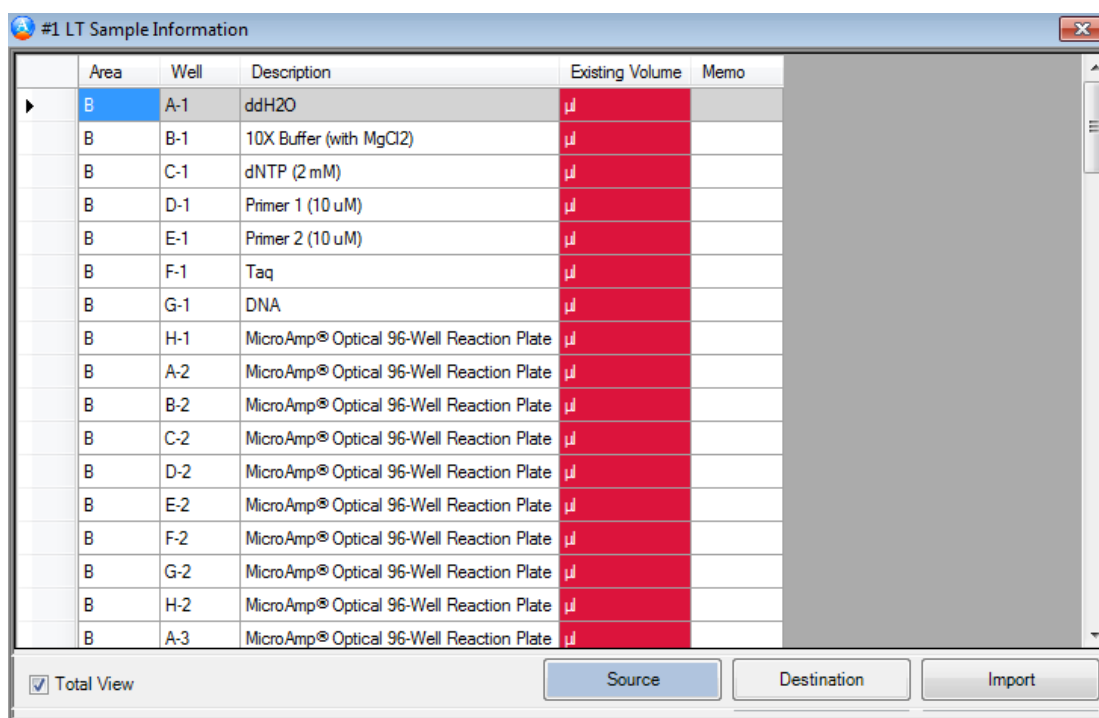 #1 LT Sample Information
Area Well Description Existing Volume Memo
B A-1 ddH2O µl
B B-1 10X Buffer (with MgCl2) µl
B C-1 dNTP (2 mM) µl
B D-1 Primer 1 (10 uM) µl
B E-1 Primer 2 (10 uM) µl
B F-1 Taq µl
B G-1 DNA µl
B H-1 MicroAmp® Optical 96-Well Reaction Plate µl
B A-2 MicroAmp® Optical 96-Well Reaction Plate µl
B B-2 MicroAmp® Optical 96-Well Reaction Plate µl
B C-2 MicroAmp® Optical 96-Well Reaction Plate µl
B D-2 MicroAmp® Optical 96-Well Reaction Plate µl
B E-2 MicroAmp® Optical 96-Well Reaction Plate µl
B F-2 MicroAmp® Optical 96-Well Reaction Plate µl
B G-2 MicroAmp® Optical 96-Well Reaction Plate µl
B H-2 MicroAmp® Optical 96-Well Reaction Plate µl
B A-3 MicroAmp® Optical 96-Well Reaction Plate µl
Total View Source Destination Import